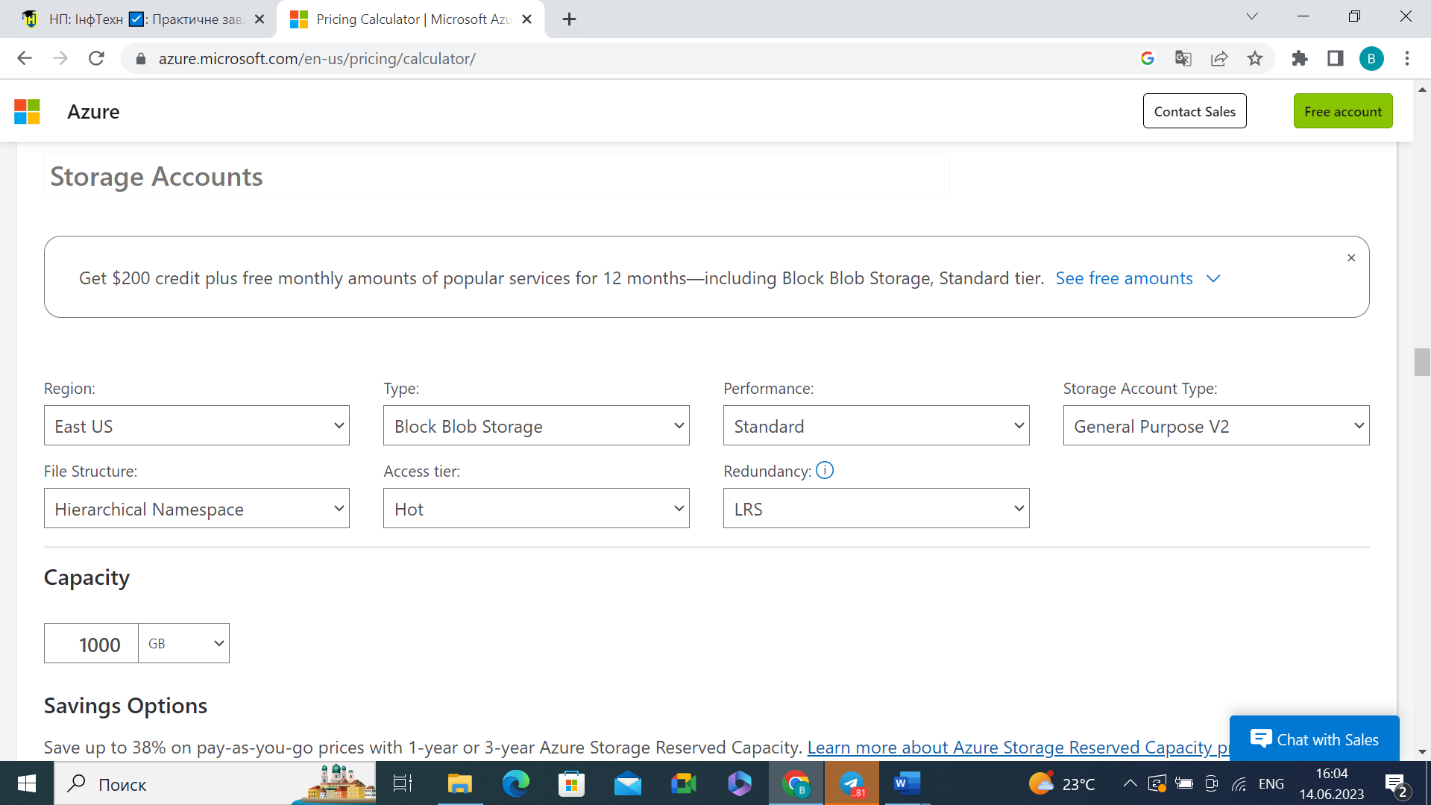 НП: ІнфТехн ☑: Практичне зав
Pricing Calculator | Microsoft Azu
azure.microsoft.com/en-us/pricing/calculator/
B
Azure
Contact Sales
Free account
Storage Accounts
Get $200 credit plus free monthly amounts of popular services for 12 months—including Block Blob Storage, Standard tier. See free amounts
Region: Type: Performance: Storage Account Type:
East US Block Blob Storage Standard General Purpose V2
File Structure: Access tier: Redundancy:
Hierarchical Namespace Hot LRS
Capacity
1000 GB
Savings Options
Save up to 38% on pay-as-you-go prices with 1-year or 3-year Azure Storage Reserved Capacity. Learn more about Azure Storage Reserved Capacity pr
Chat with Sales
Поиск
..81
23°C
ENG
16:04
14.06.2023
2